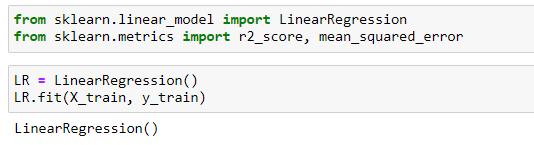 from sklearn.linear_model import LinearRegression
from sklearn.metrics import r2_score, mean_squared_error
LR = LinearRegression()
LR.fit(X_train, y_train)
LinearRegression()